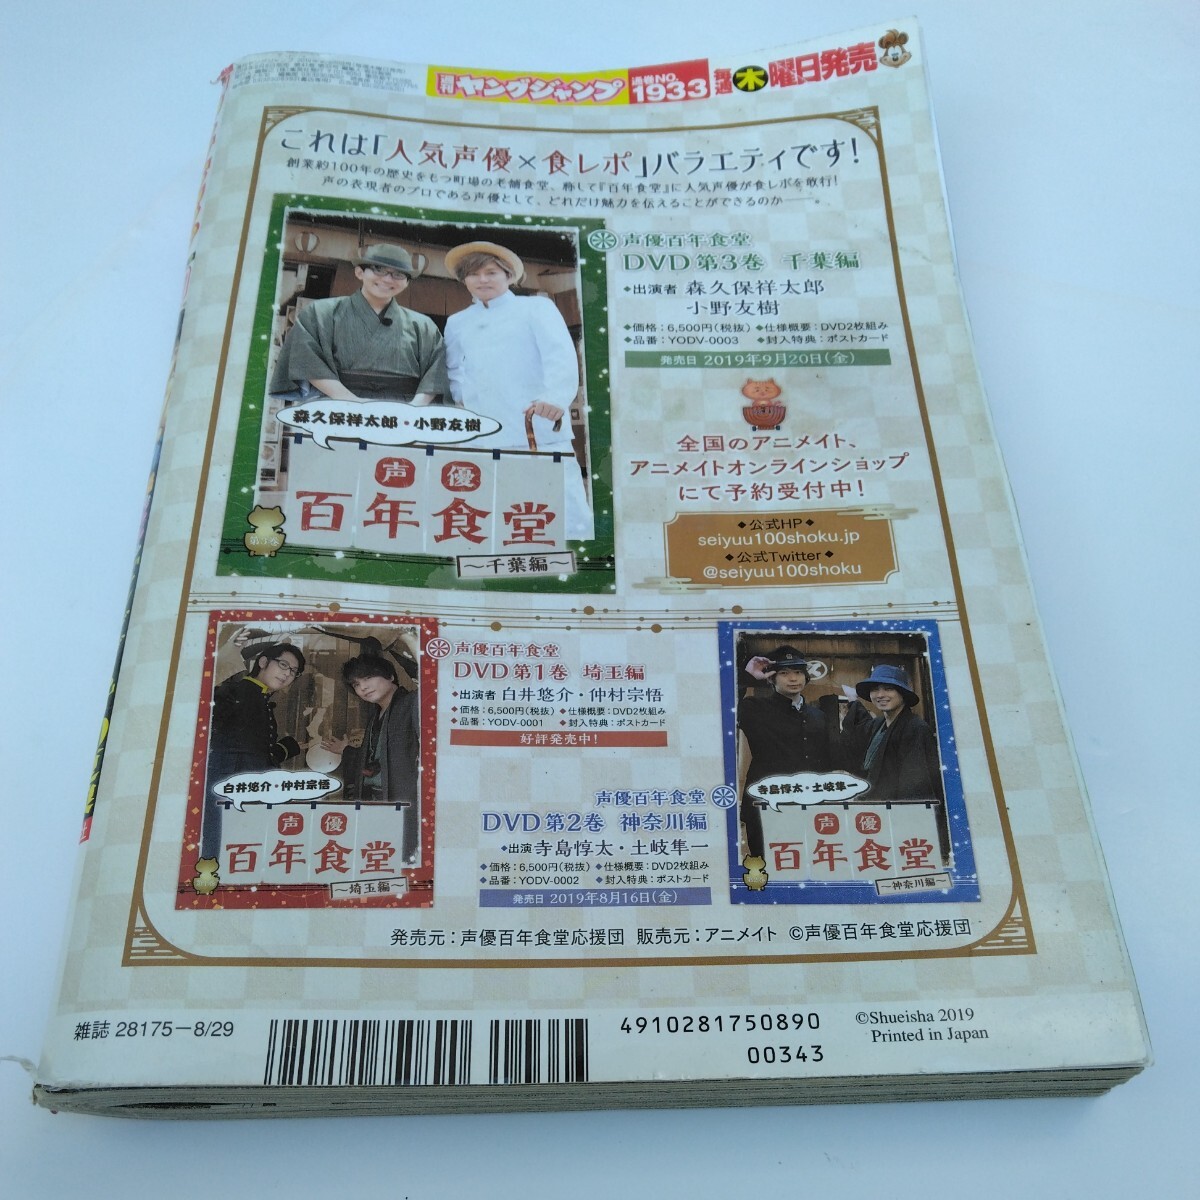 週刊 ヤングジャンプ 通巻NO. 1933 毎週 木 曜日発売
これは「人気声優×食レポ」バラエティです!
創業約100年の歴史をもつ町場の老舗食堂、称して『百年食堂』に人気声優が食レポを敢行!
声の表現者のプロである声優として、どれだけ魅力を伝えることができるのか――。
声優百年食堂
DVD 第3巻 千葉編
◆出演者 森久保祥太郎
小野友樹
◆価格:6,500円(税抜) ◆仕様概要:DVD2枚組み
◆品番:YODV-0003 ◆封入特典:ポストカード
発売日 2019年9月20日(金)
森久保祥太郎・小野友樹
声優
百年食堂
~千葉編~
全国のアニメイト、
アニメイトオンラインショップ
にて予約受付中!
◆公式HP◆
seiyuu100shoku.jp
◆公式Twitter◆
@seiyuu100shoku
声優百年食堂
DVD 第1巻 埼玉編
◆出演者 白井悠介・仲村宗悟
◆価格:6,500円(税抜) ◆仕様概要:DVD2枚組み
◆品番:YODV-0001 ◆封入特典:ポストカード
好評発売中!
白井悠介・仲村宗悟
声優
百年食堂
~埼玉編~
声優百年食堂
DVD 第2巻 神奈川編
◆出演 寺島惇太・土岐隼一
◆価格:6,500円(税抜) ◆仕様概要:DVD2枚組み
◆品番:YODV-0002 ◆封入特典:ポストカード
発売日 2019年8月16日(金)
寺島惇太・土岐隼一
声優
百年食堂
~神奈川編~
発売元:声優百年食堂応援団 販売元:アニメイト ©声優百年食堂応援団
雑誌 28175-8/29
4910281750890
00343
©Shueisha 2019
Printed in Japan